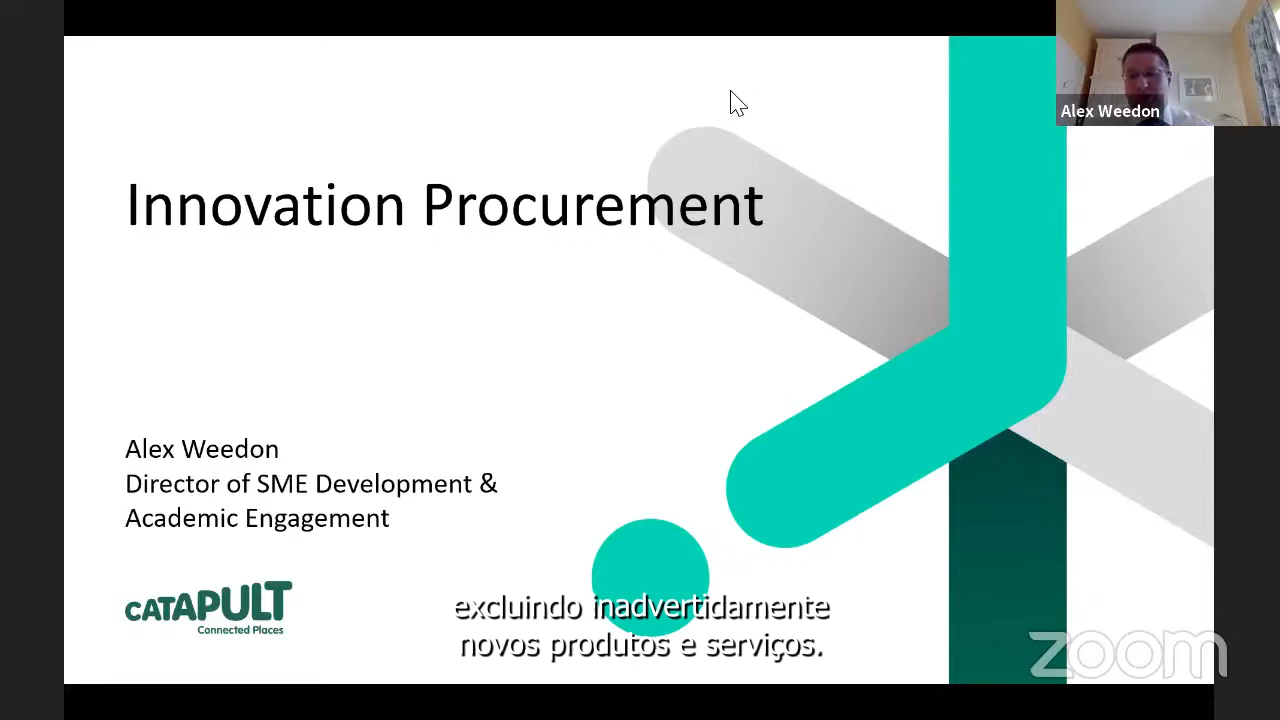 Alex Weedon
Innovation Procurement
Alex Weedon
Director of SME Development &
Academic Engagement
CATAPULT
Connected Places
excluindo inadvertidamente
novos produtos e serviços.
zoom